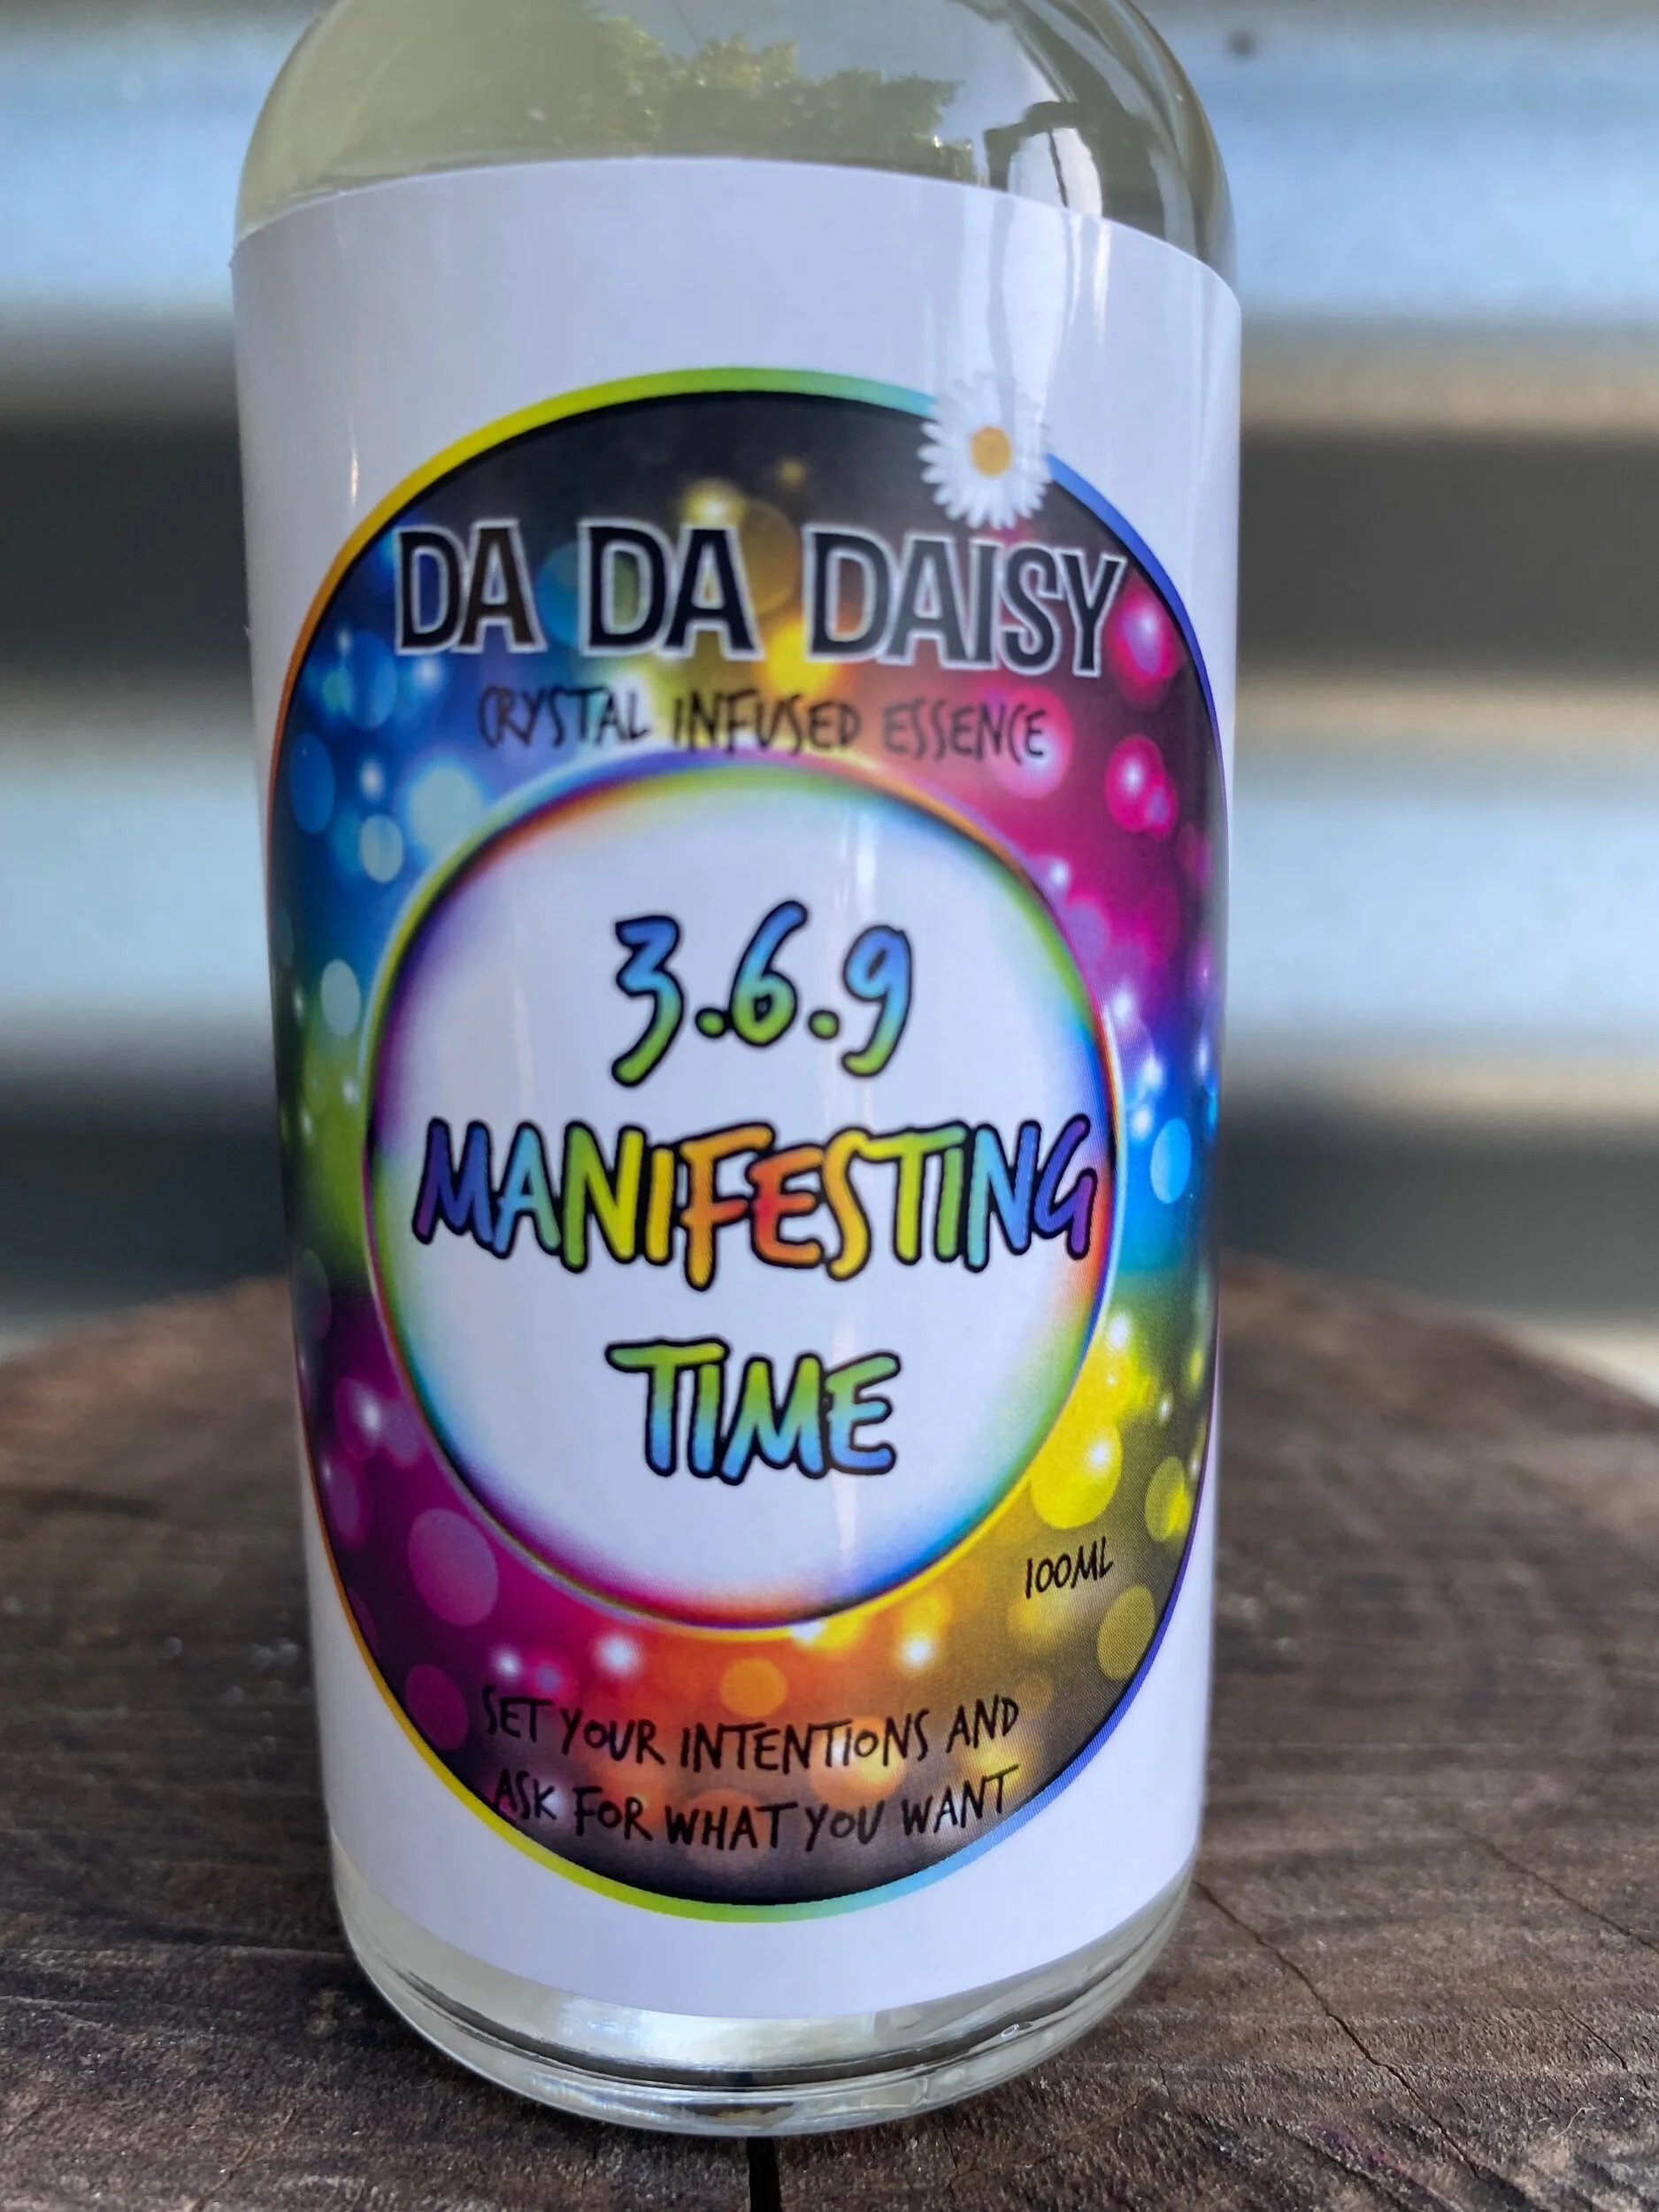 DA DA DAISY
CRYSTAL INFUSED ESSENCE
3.6.9
MANIFESTING
TIME
100ML
SET YOUR INTENTIONS AND
ASK FOR WHAT YOU WANT